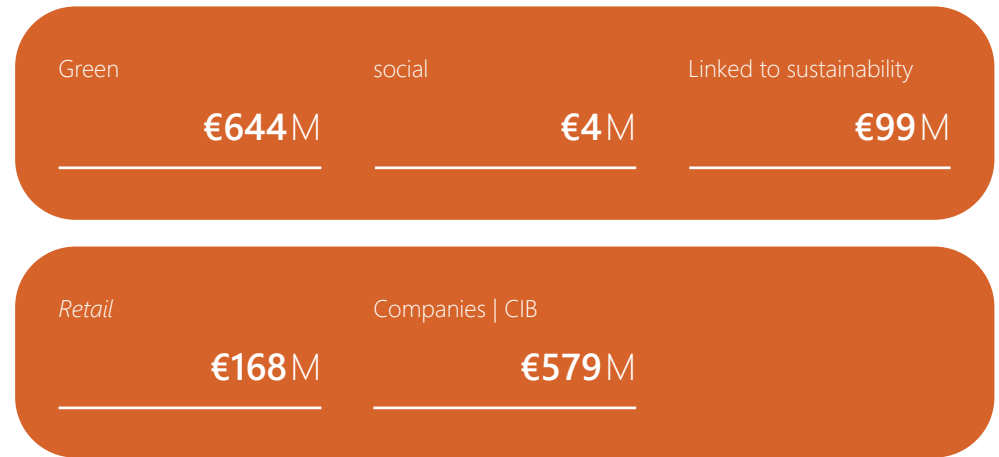 Green social Linked to sustainability
€644M €4M €99M
Retail Companies | CIB
€168M €579M